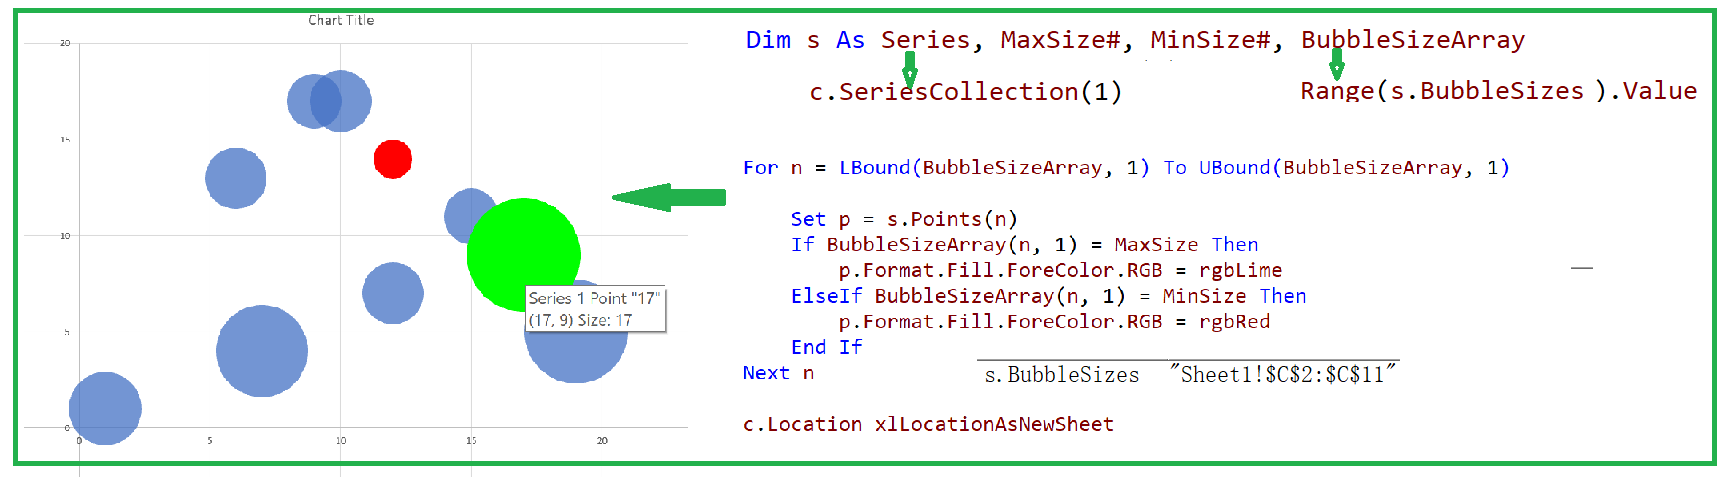 Chart Title
20
15
10
5
0
0 5 10 15 20
Series 1 Point "17"
(17, 9) Size: 17
Dim s As Series, MaxSize#, MinSize#, BubbleSizeArray
c.SeriesCollection(1) Range(s.BubbleSizes ).Value
For n = LBound(BubbleSizeArray, 1) To UBound(BubbleSizeArray, 1)
Set p = s.Points(n)
If BubbleSizeArray(n, 1) = MaxSize Then
p.Format.Fill.ForeColor.RGB = rgbLime
ElseIf BubbleSizeArray(n, 1) = MinSize Then
p.Format.Fill.ForeColor.RGB = rgbRed
End If
Next n
s.BubbleSizes "Sheet1!$C$2:$C$11"
c.Location xlLocationAsNewSheet